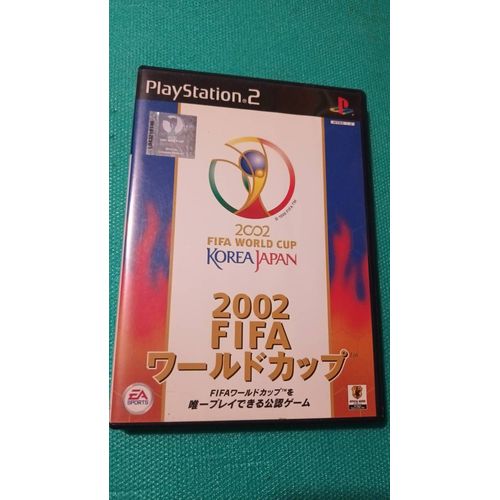 PlayStation®2
2002
FIFA WORLD CUP
KOREA JAPAN
2002
FIFA
ワールドカップ™
FIFAワールドカップ™を
唯一プレイできる公認ゲーム
EA
SPORTS